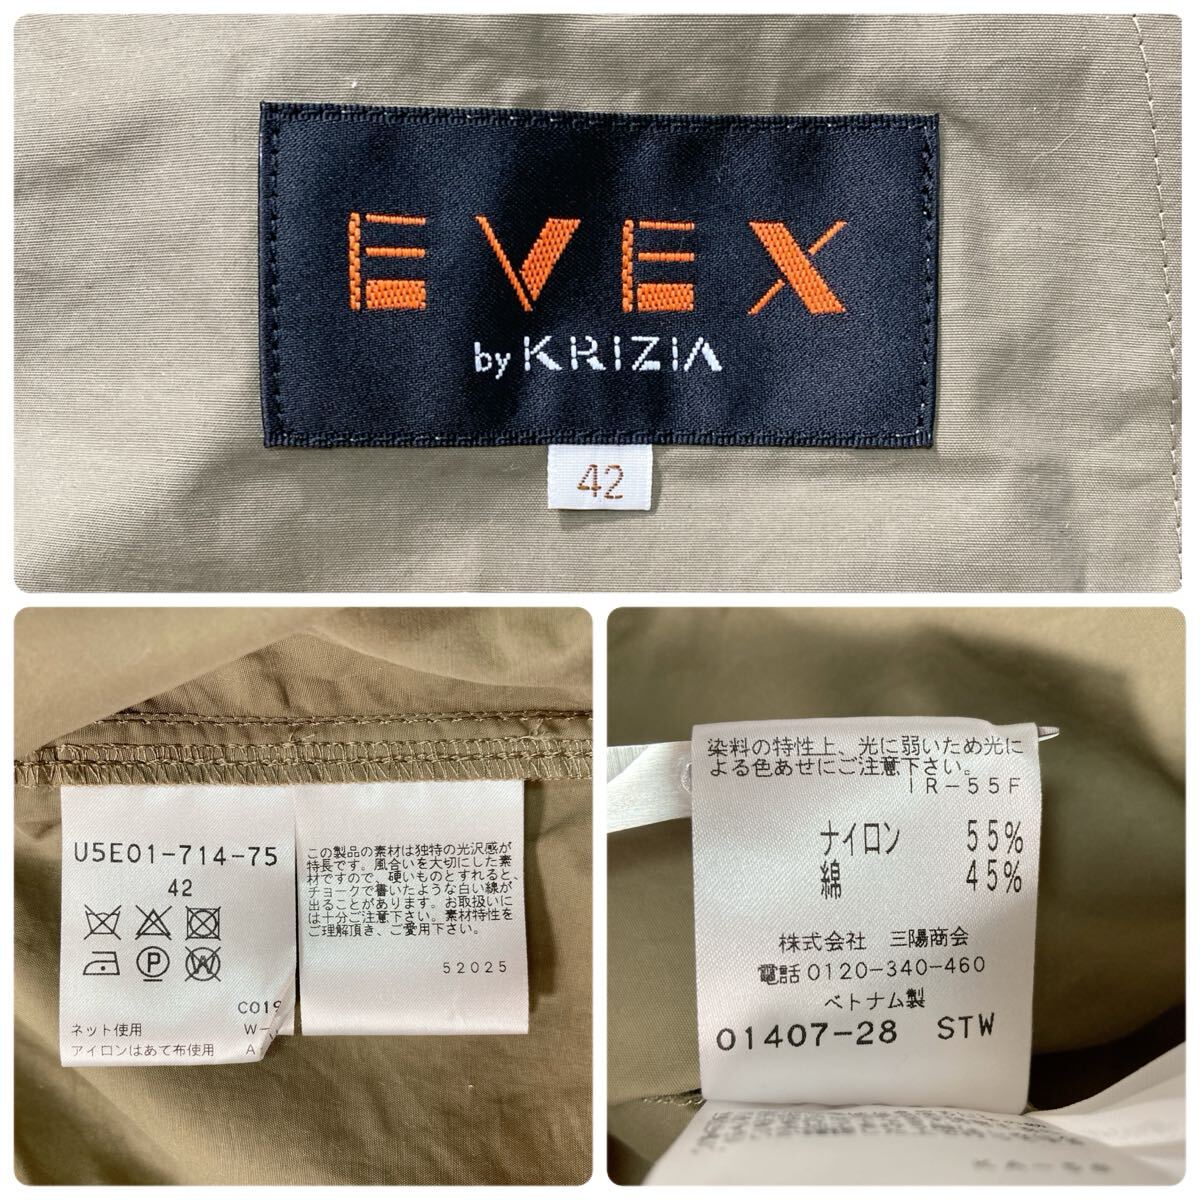 EVEX
by KRIZIA
42
U5E01-714-75
42
C019
ネット使用 W-
アイロンはあて布使用 A-
この製品の素材は独特の光沢感が
特長です。風合いを大切にした素
材ですので、硬いものとすれると、
チョークで書いたような白い線が
出ることがあります。お取扱いに
は十分ご注意下さい。素材特性を
ご理解頂き、ご愛用下さい。
52025
染料の特性上、光に弱いため光に
よる色あせにご注意下さい。
IR-55F
ナイロン 55%
綿 45%
株式会社 三陽商会
電話0120-340-460
ベトナム製
01407-28 STW